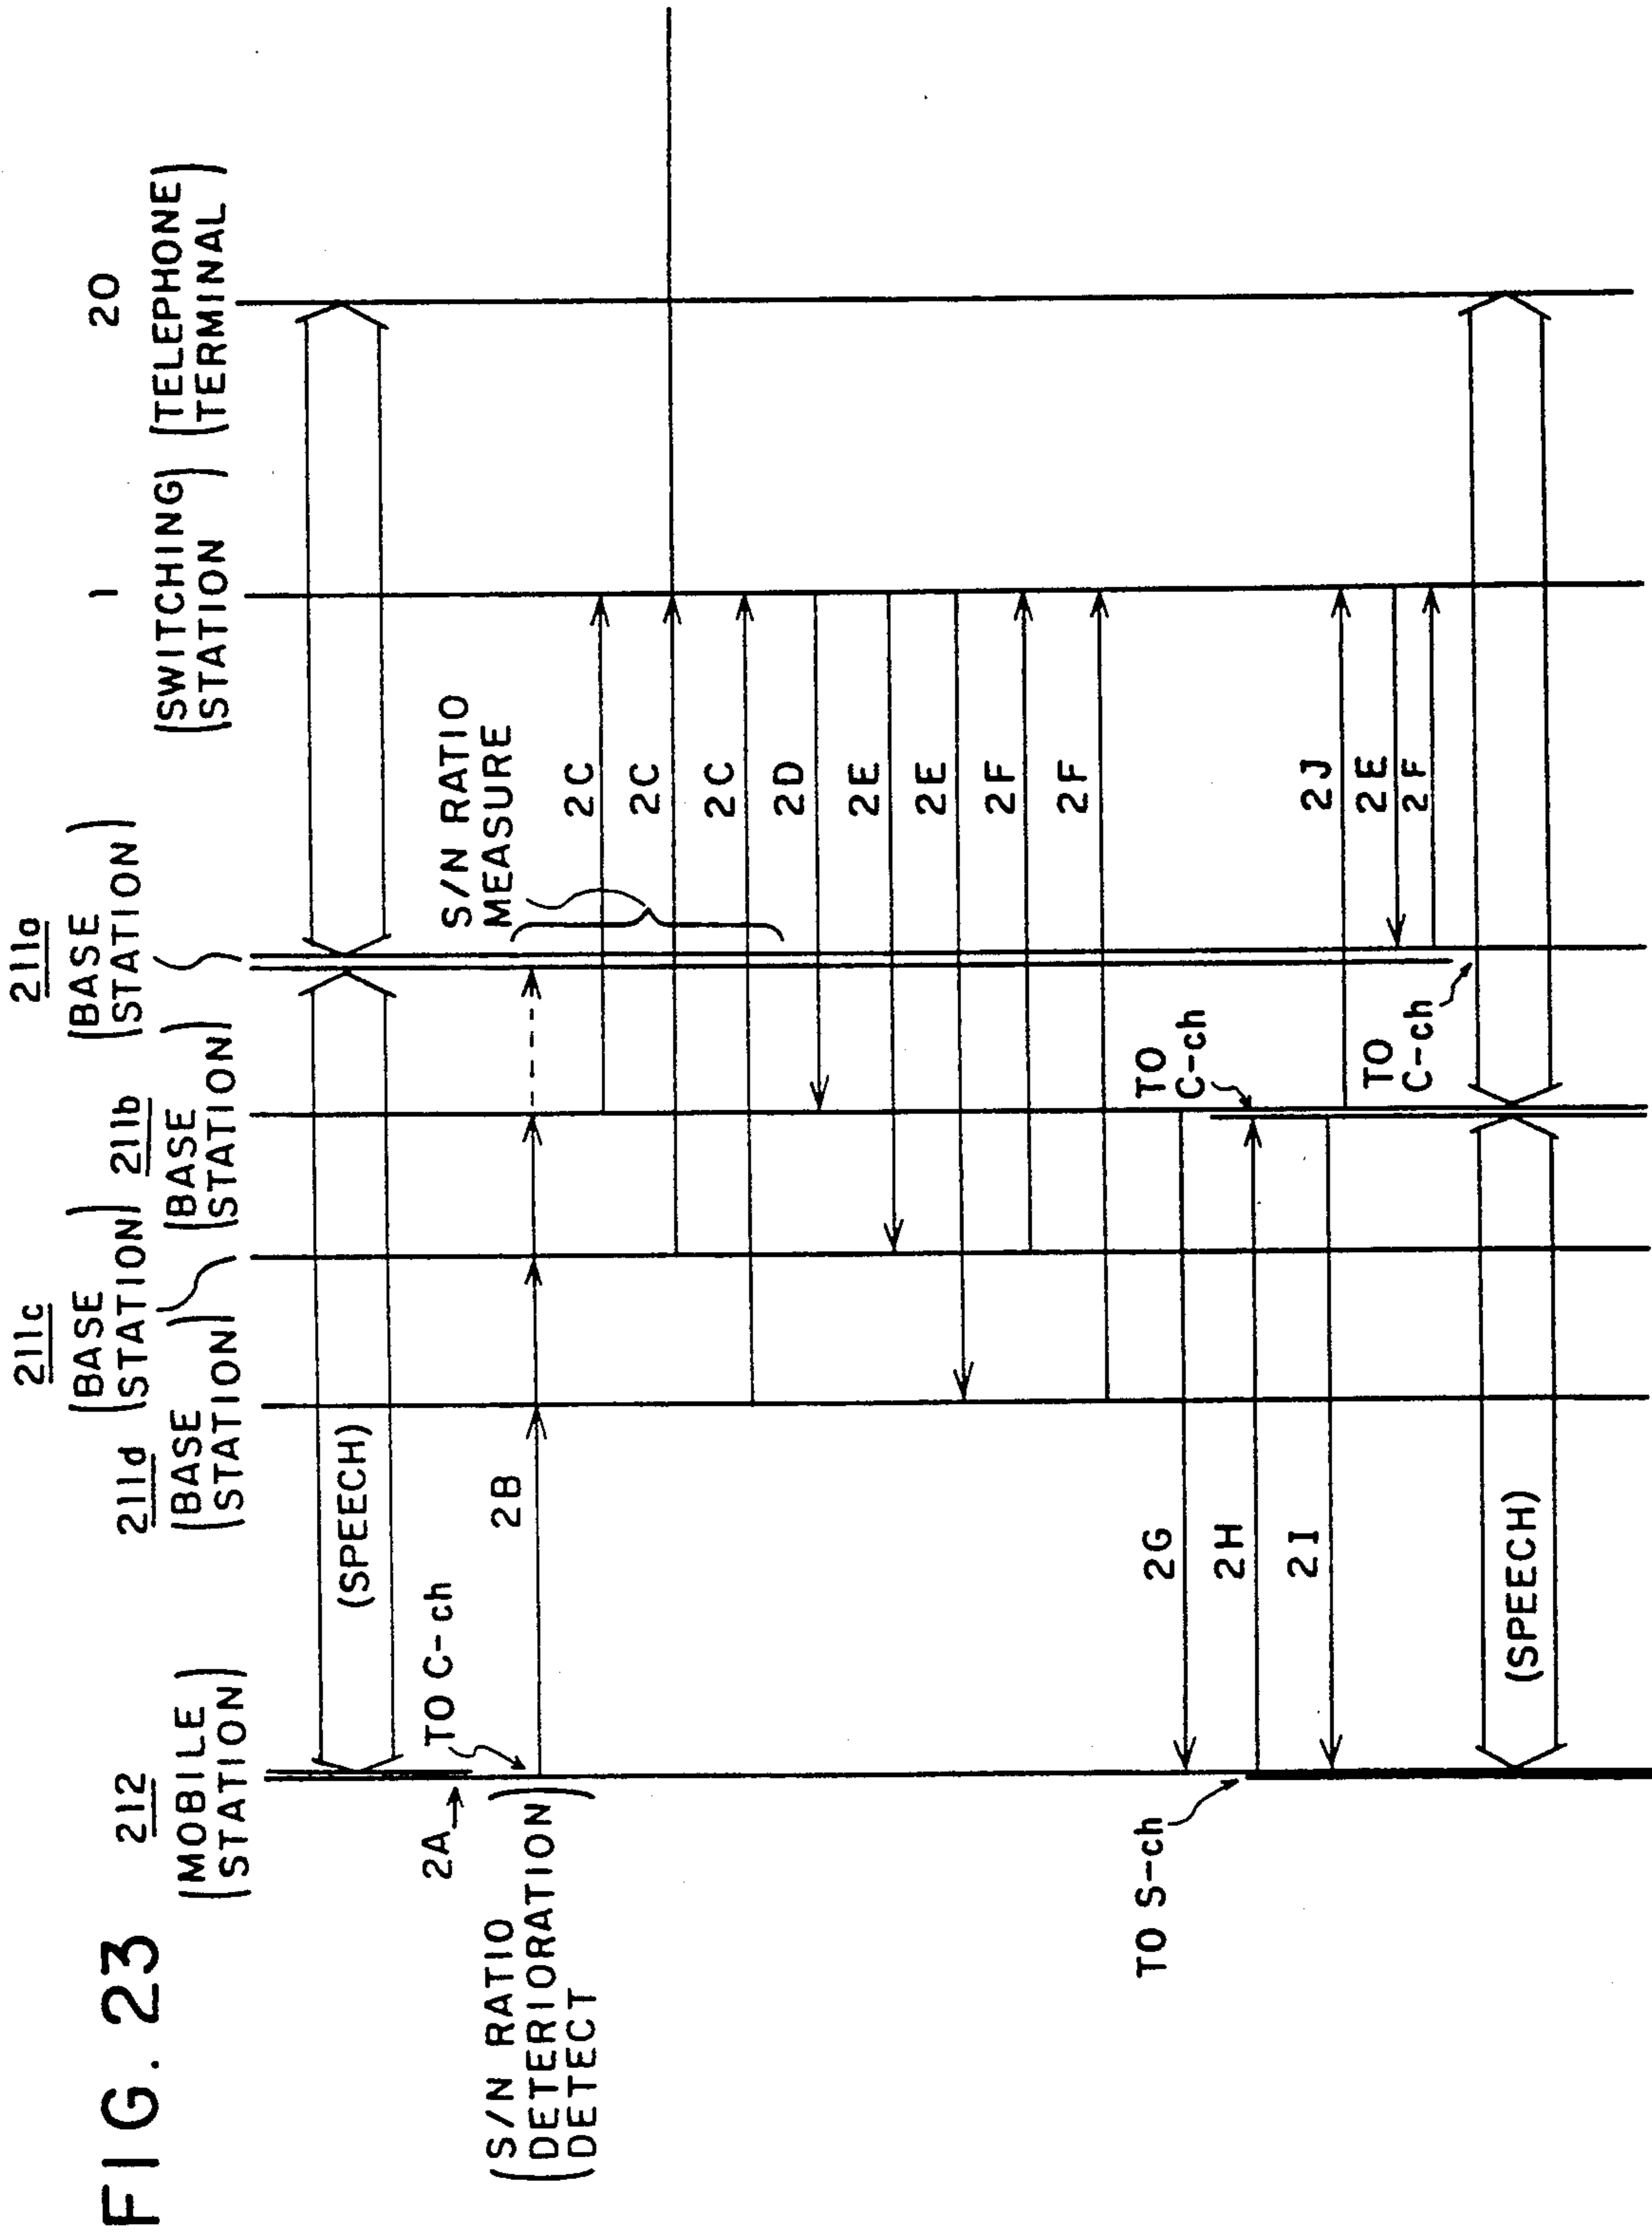 FIG. 23
212
(MOBILE
STATION)
211d
(BASE
STATION)
211c
(BASE
STATION)
211b
(BASE
STATION)
211a
(BASE
STATION)
1
(SWITCHING
STATION)
20
(TELEPHONE
TERMINAL)
(SPEECH)
2A
TO C-ch
(S/N RATIO
DETERIORATION
DETECT)
2B
S/N RATIO
MEASURE
2C
2C
2C
2D
2E
2E
2F
2F
2G
TO
C-ch
TO S-ch
2H
2I
2J
2E
2F
TO
C-ch
(SPEECH)